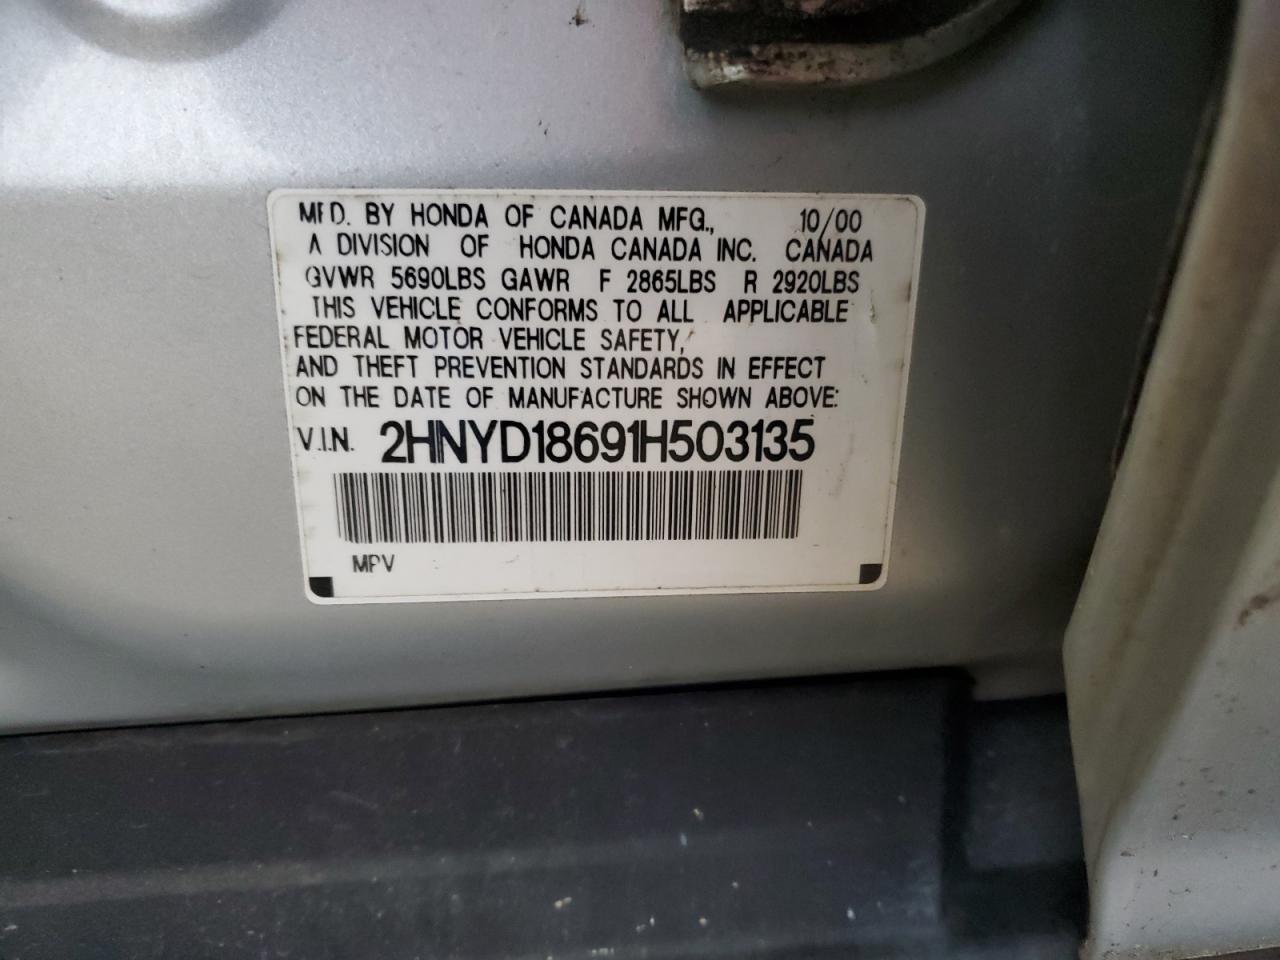 MFD. BY HONDA OF CANADA MFG., 10/00
A DIVISION OF HONDA CANADA INC. CANADA
GVWR 5690LBS GAWR F 2865LBS R 2920LBS
THIS VEHICLE CONFORMS TO ALL APPLICABLE
FEDERAL MOTOR VEHICLE SAFETY,
AND THEFT PREVENTION STANDARDS IN EFFECT
ON THE DATE OF MANUFACTURE SHOWN ABOVE:
V.I.N. 2HNYD18691H503135
MPV